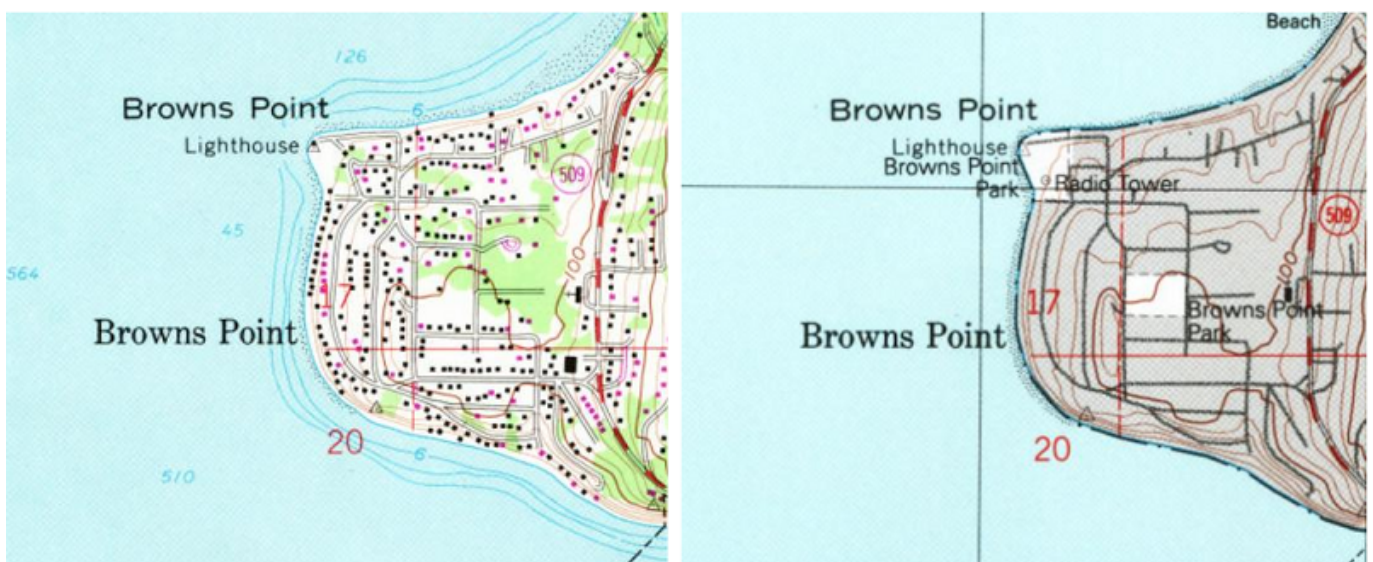 126
Browns Point
6
Lighthouse
509
45
564
100
17
Browns Point
20
6
510
Beach
Browns Point
Lighthouse
Browns Point
Park
Radio Tower
509
100
17
Browns Point
Park
Browns Point
20